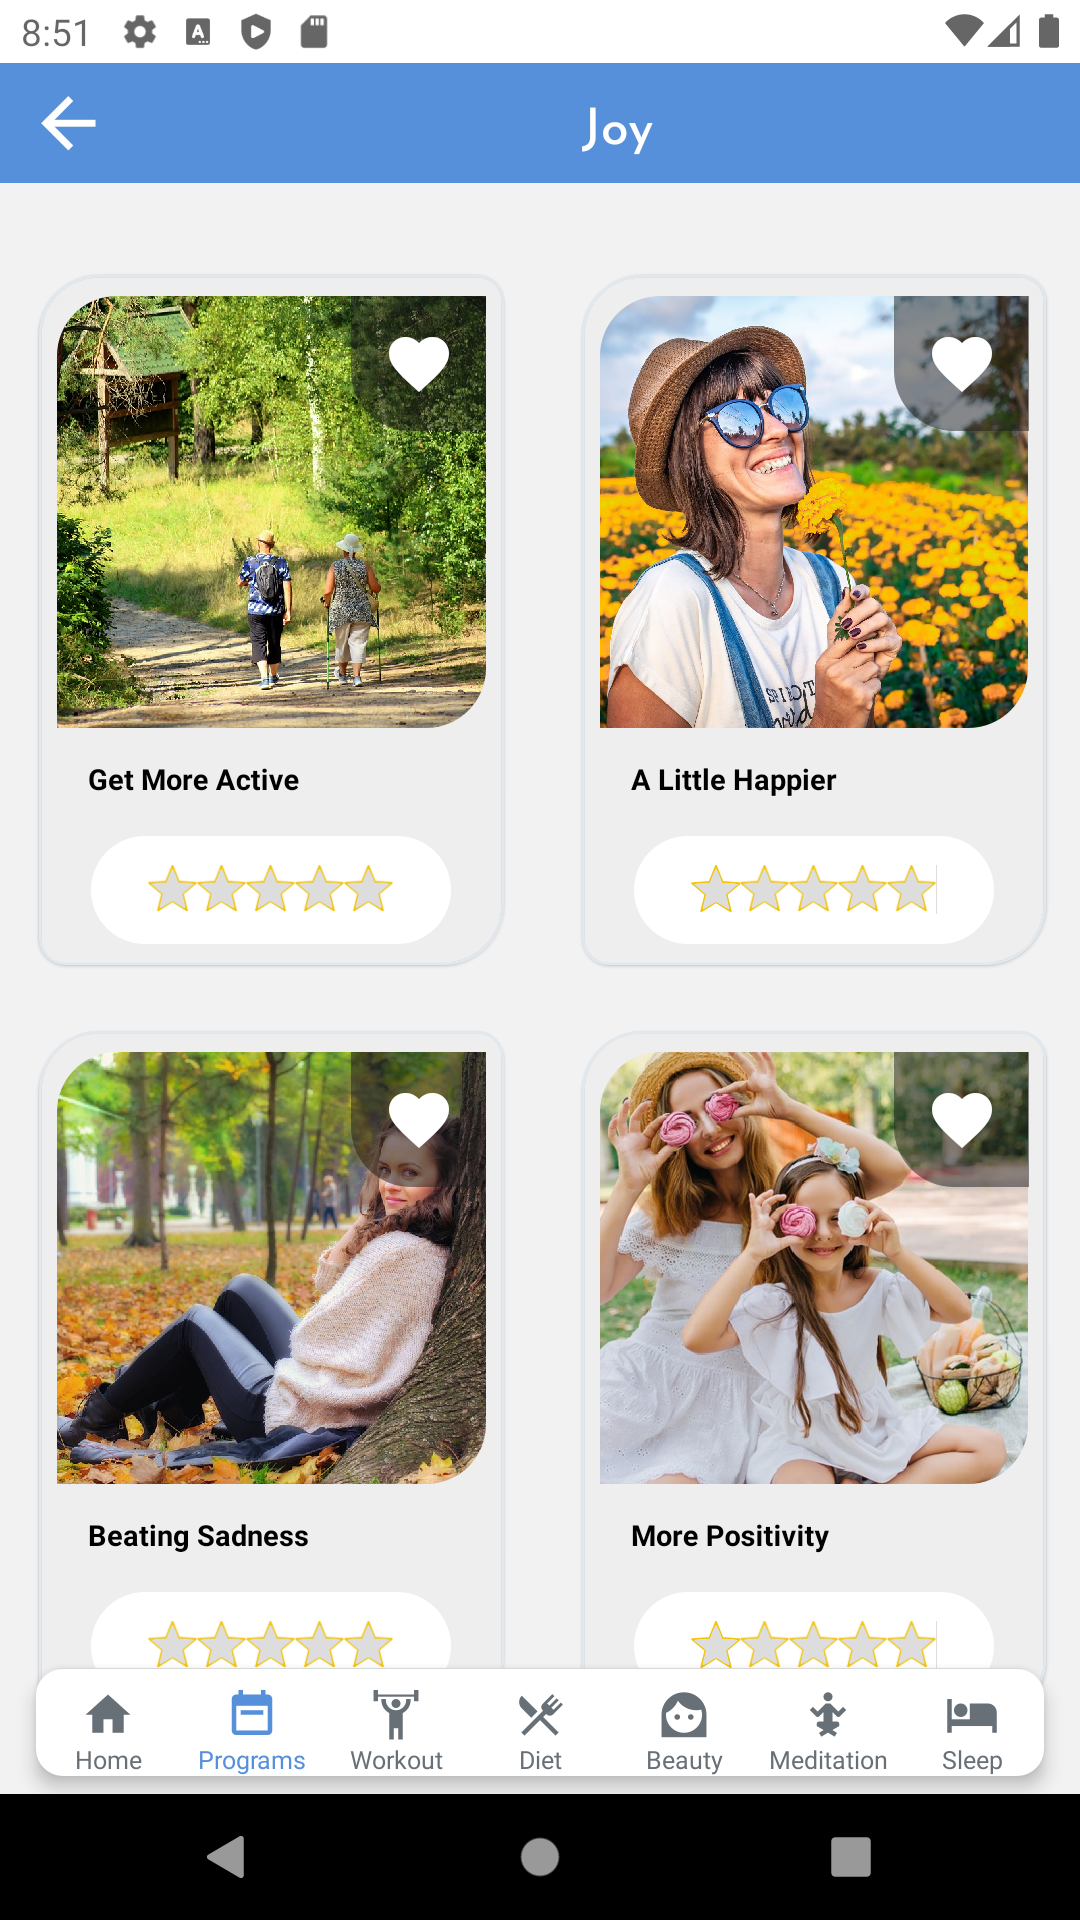 8:51
Joy
Get More Active
A Little Happier
Beating Sadness
More Positivity
Home
Programs
Workout
Diet
Beauty
Meditation
Sleep